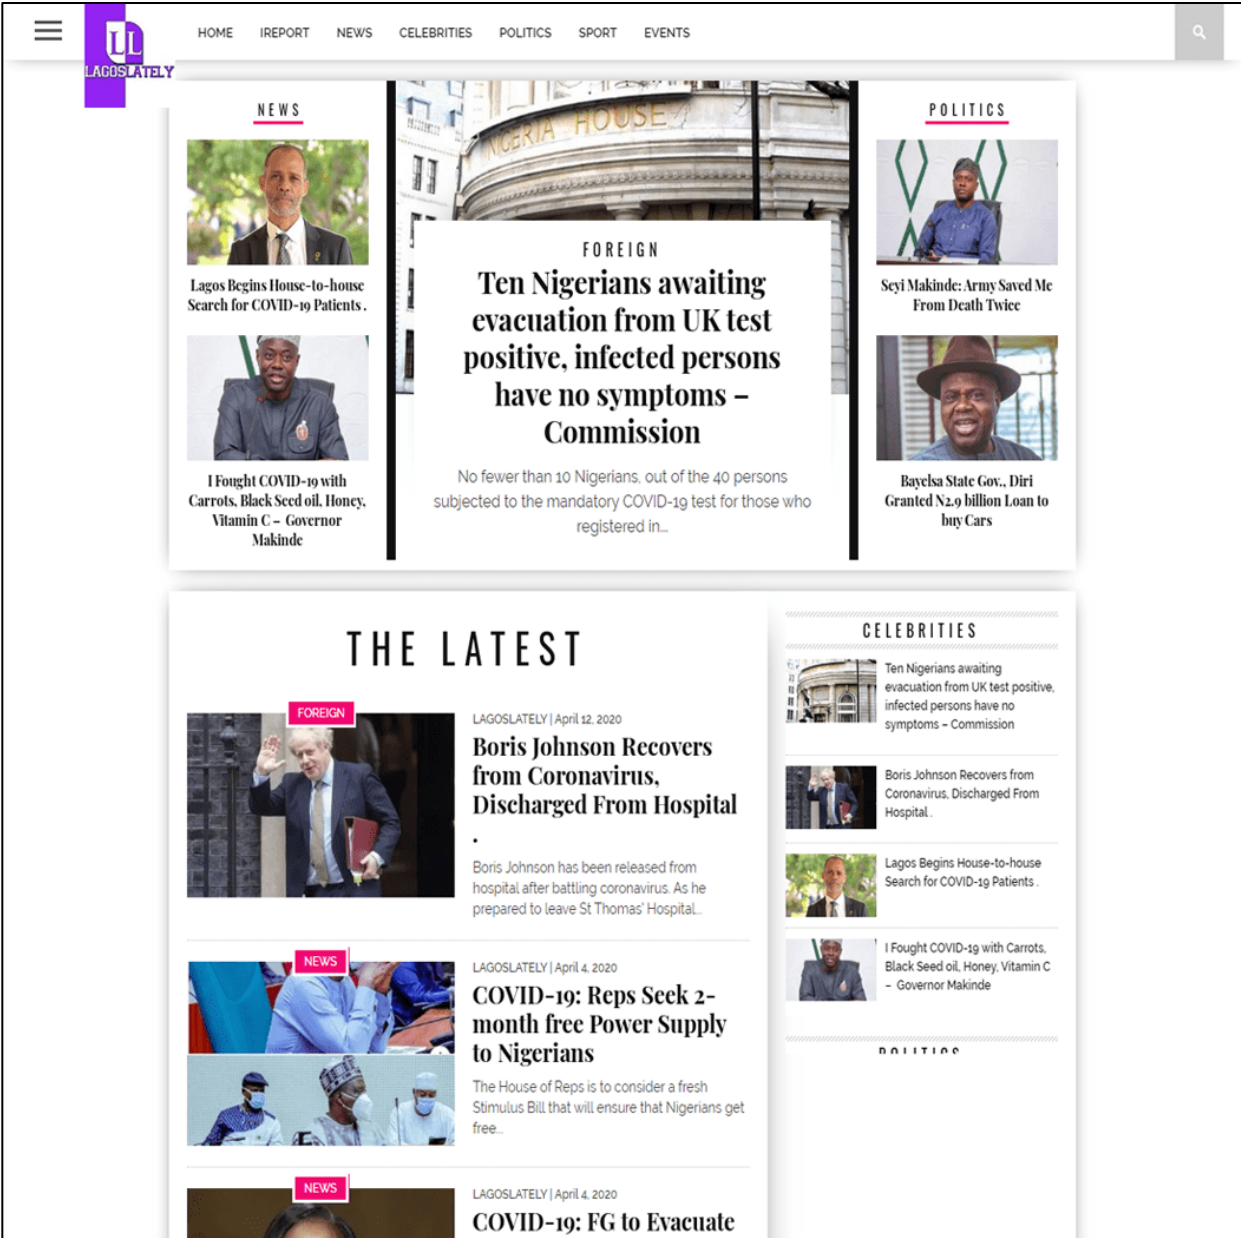 LL
LAGOSLATELY
HOME IREPORT NEWS CELEBRITIES POLITICS SPORT EVENTS
NEWS
Lagos Begins House-to-house
Search for COVID-19 Patients .
I Fought COVID-19 with
Carrots, Black Seed oil, Honey,
Vitamin C – Governor
Makinde
NIGERIA HOUSE
FOREIGN
Ten Nigerians awaiting
evacuation from UK test
positive, infected persons
have no symptoms –
Commission
No fewer than 10 Nigerians, out of the 40 persons
subjected to the mandatory COVID-19 test for those who
registered in...
POLITICS
Seyi Makinde: Army Saved Me
From Death Twice
Bayelsa State Gov., Diri
Granted N2.9 billion Loan to
buy Cars
THE LATEST
FOREIGN
LAGOSLATELY | April 12, 2020
Boris Johnson Recovers
from Coronavirus,
Discharged From Hospital
.
Boris Johnson has been released from
hospital after battling coronavirus. As he
prepared to leave St Thomas' Hospital...
NEWS
LAGOSLATELY | April 4, 2020
COVID-19: Reps Seek 2-
month free Power Supply
to Nigerians
The House of Reps is to consider a fresh
Stimulus Bill that will ensure that Nigerians get
free...
NEWS
LAGOSLATELY | April 4, 2020
COVID-19: FG to Evacuate
CELEBRITIES
Ten Nigerians awaiting
evacuation from UK test positive,
infected persons have no
symptoms – Commission
Boris Johnson Recovers from
Coronavirus, Discharged From
Hospital .
Lagos Begins House-to-house
Search for COVID-19 Patients .
I Fought COVID-19 with Carrots,
Black Seed oil, Honey, Vitamin C
– Governor Makinde
POLITICS